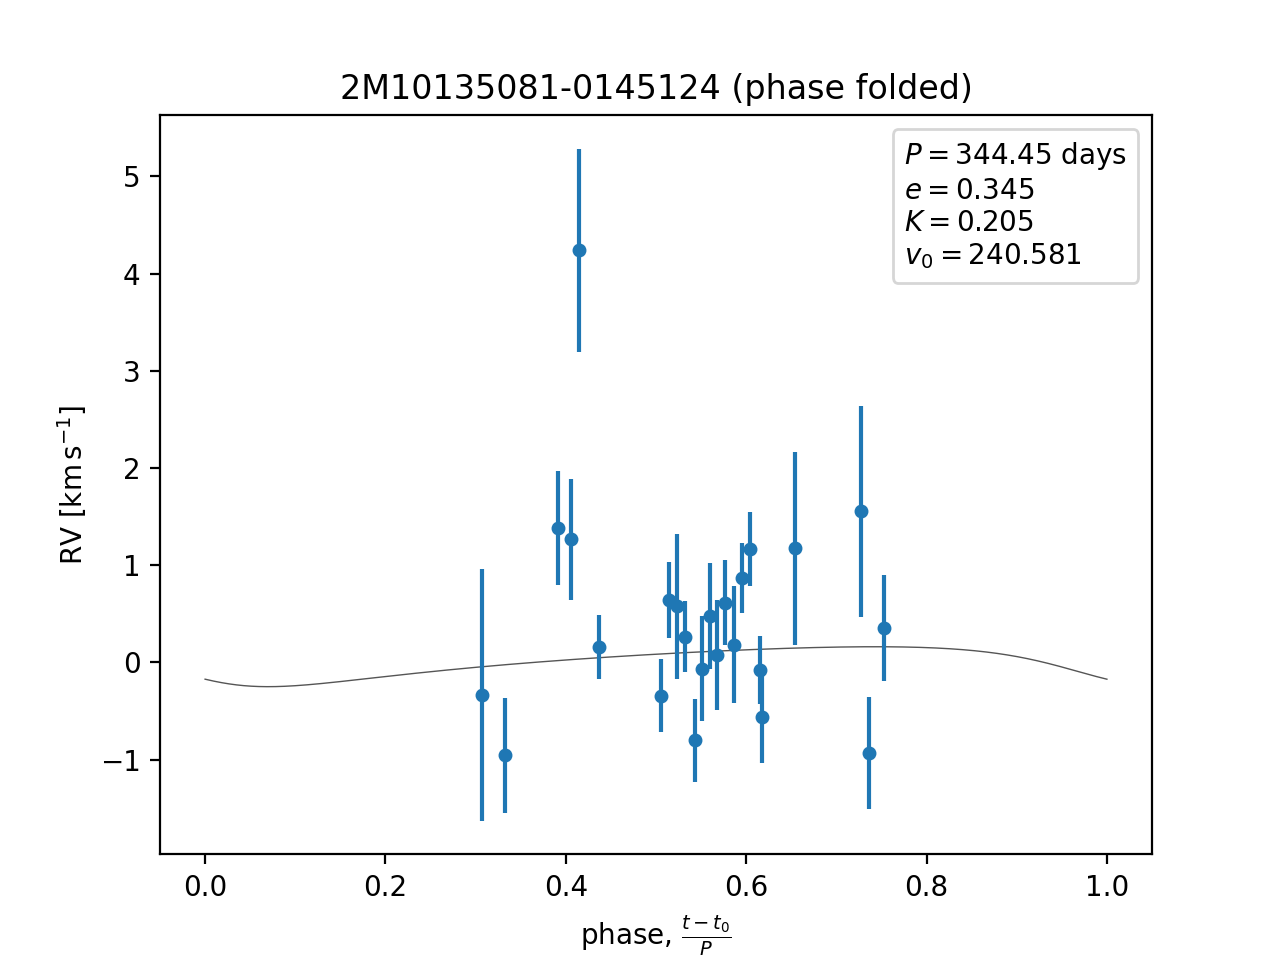 2M10135081-0145124 (phase folded)
P = 344.45 days
e = 0.345
K = 0.205
v₀ = 240.581
5
4
3
2
1
0
−1
RV [km s⁻¹]
0.0 0.2 0.4 0.6 0.8 1.0
phase, (t − t₀)/P